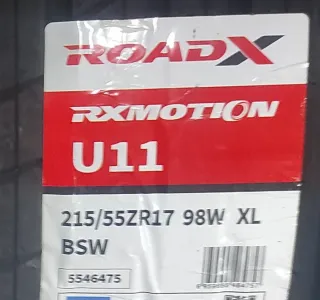 ROADX
RXMOTION
U11
215/55ZR17 98W XL
BSW
5546475